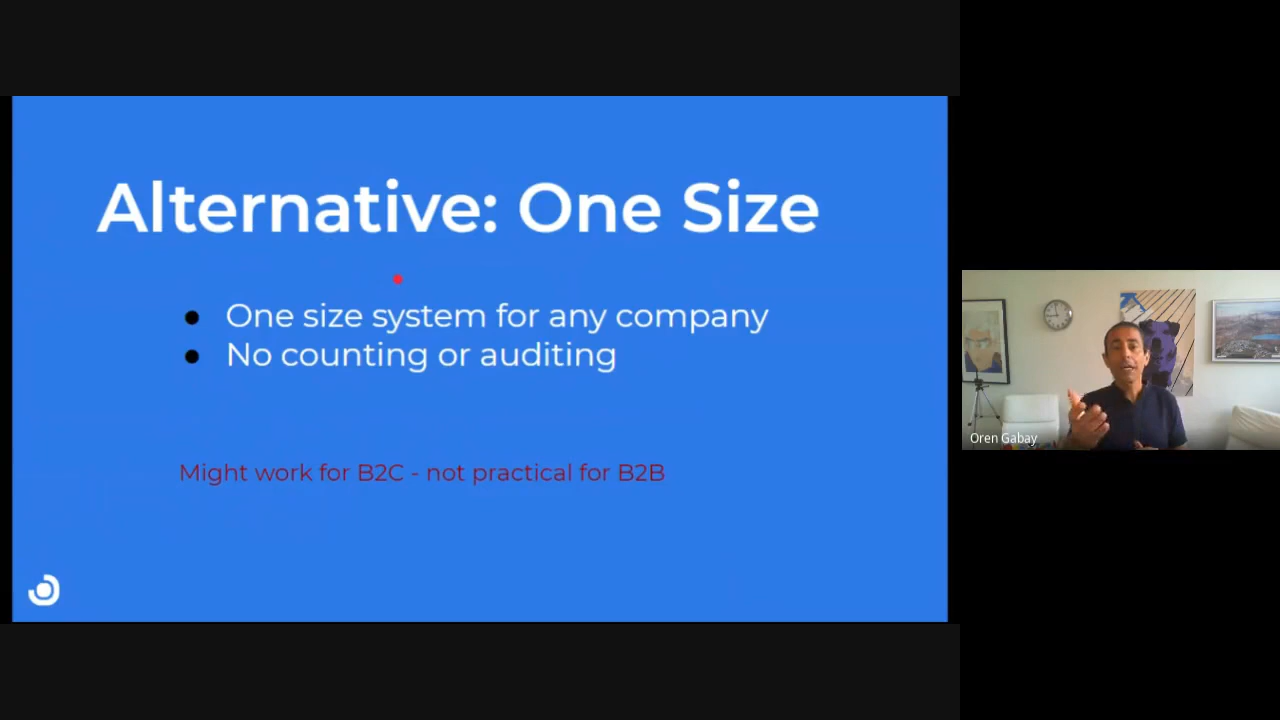 Alternative: One Size
● One size system for any company
● No counting or auditing
Might work for B2C - not practical for B2B
Oren Gabay